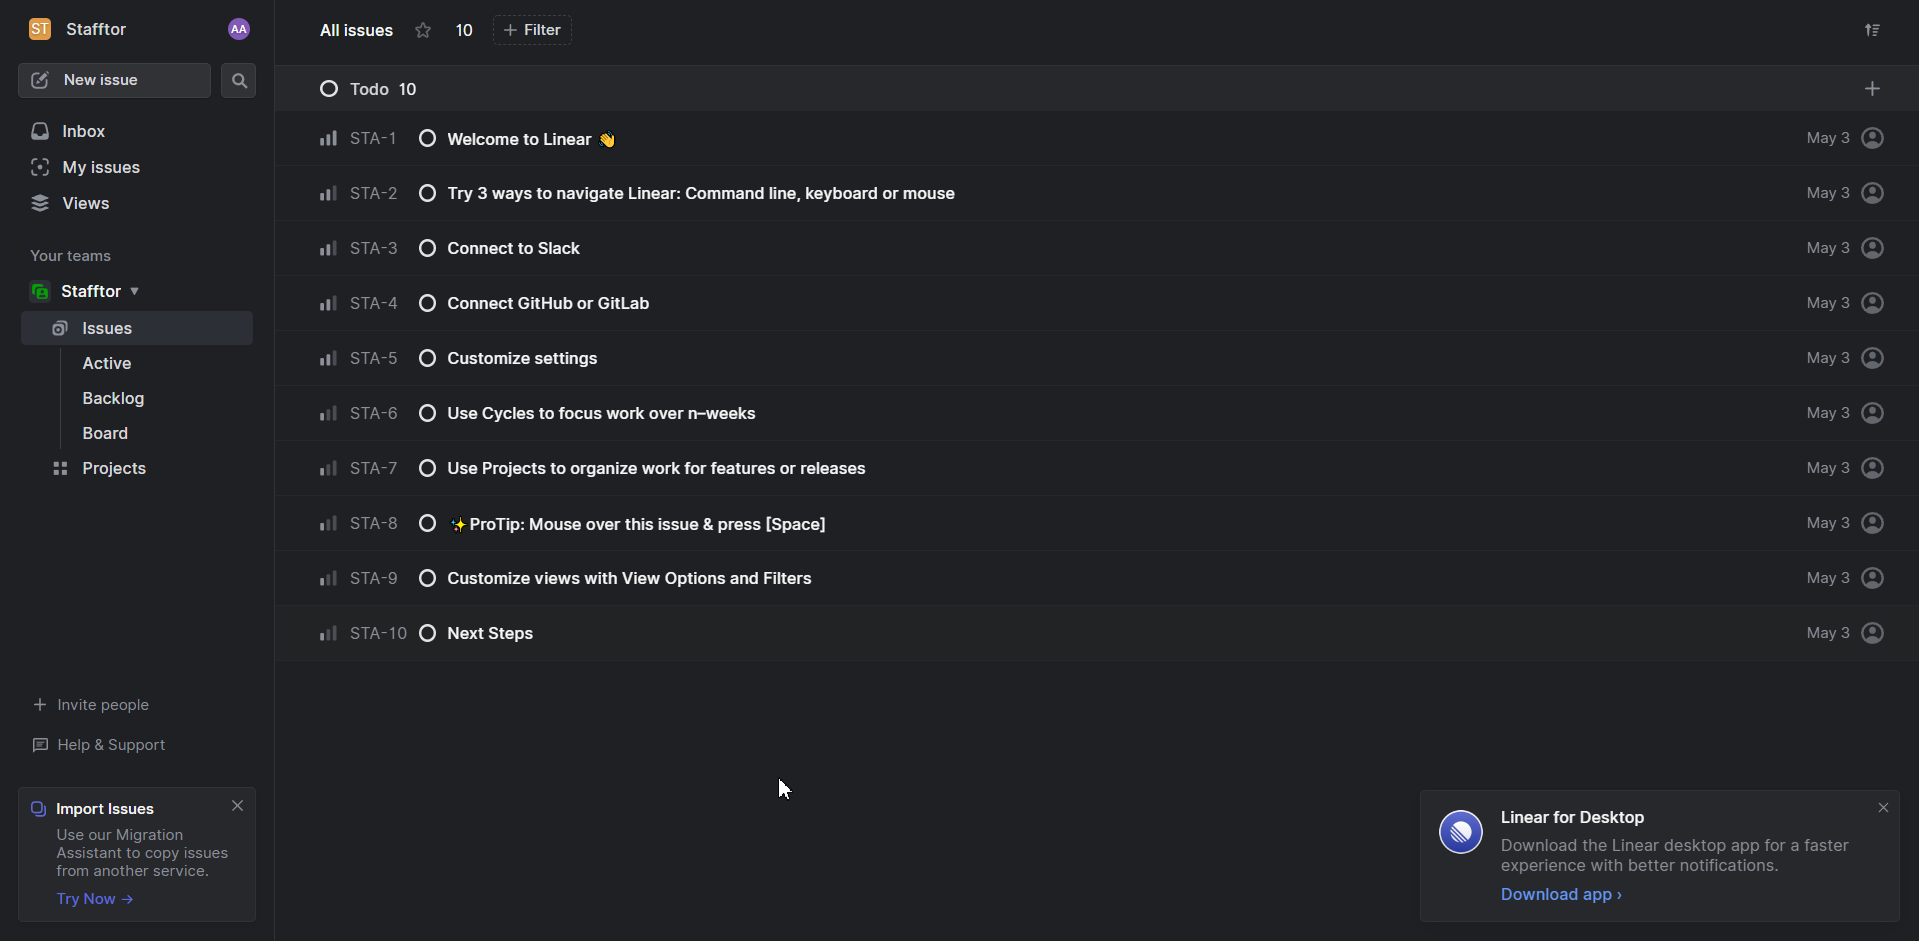 ST Stafftor AA
New issue
Inbox
My issues
Views
Your teams
Stafftor
Issues
Active
Backlog
Board
Projects
Invite people
Help & Support
Import Issues
Use our Migration
Assistant to copy issues
from another service.
Try Now →
All issues 10 + Filter
Todo 10
STA-1 Welcome to Linear 👋 May 3
STA-2 Try 3 ways to navigate Linear: Command line, keyboard or mouse May 3
STA-3 Connect to Slack May 3
STA-4 Connect GitHub or GitLab May 3
STA-5 Customize settings May 3
STA-6 Use Cycles to focus work over n–weeks May 3
STA-7 Use Projects to organize work for features or releases May 3
STA-8 ✨ProTip: Mouse over this issue & press [Space] May 3
STA-9 Customize views with View Options and Filters May 3
STA-10 Next Steps May 3
Linear for Desktop
Download the Linear desktop app for a faster
experience with better notifications.
Download app ›